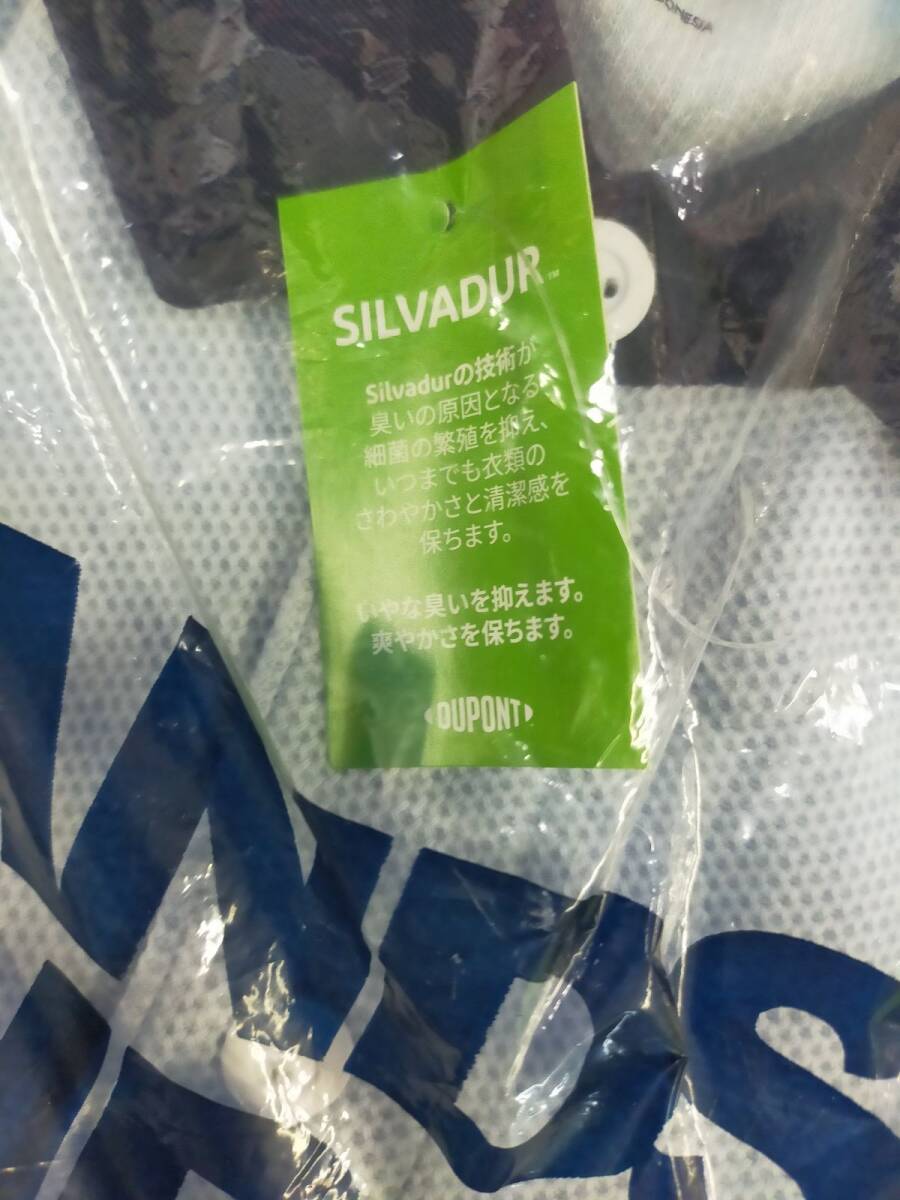 SILVADUR™
Silvadurの技術が
臭いの原因となる
細菌の繁殖を抑え、
いつまでも衣類の
さわやかさと清潔感を
保ちます。
いやな臭いを抑えます。
爽やかさを保ちます。
DUPONT